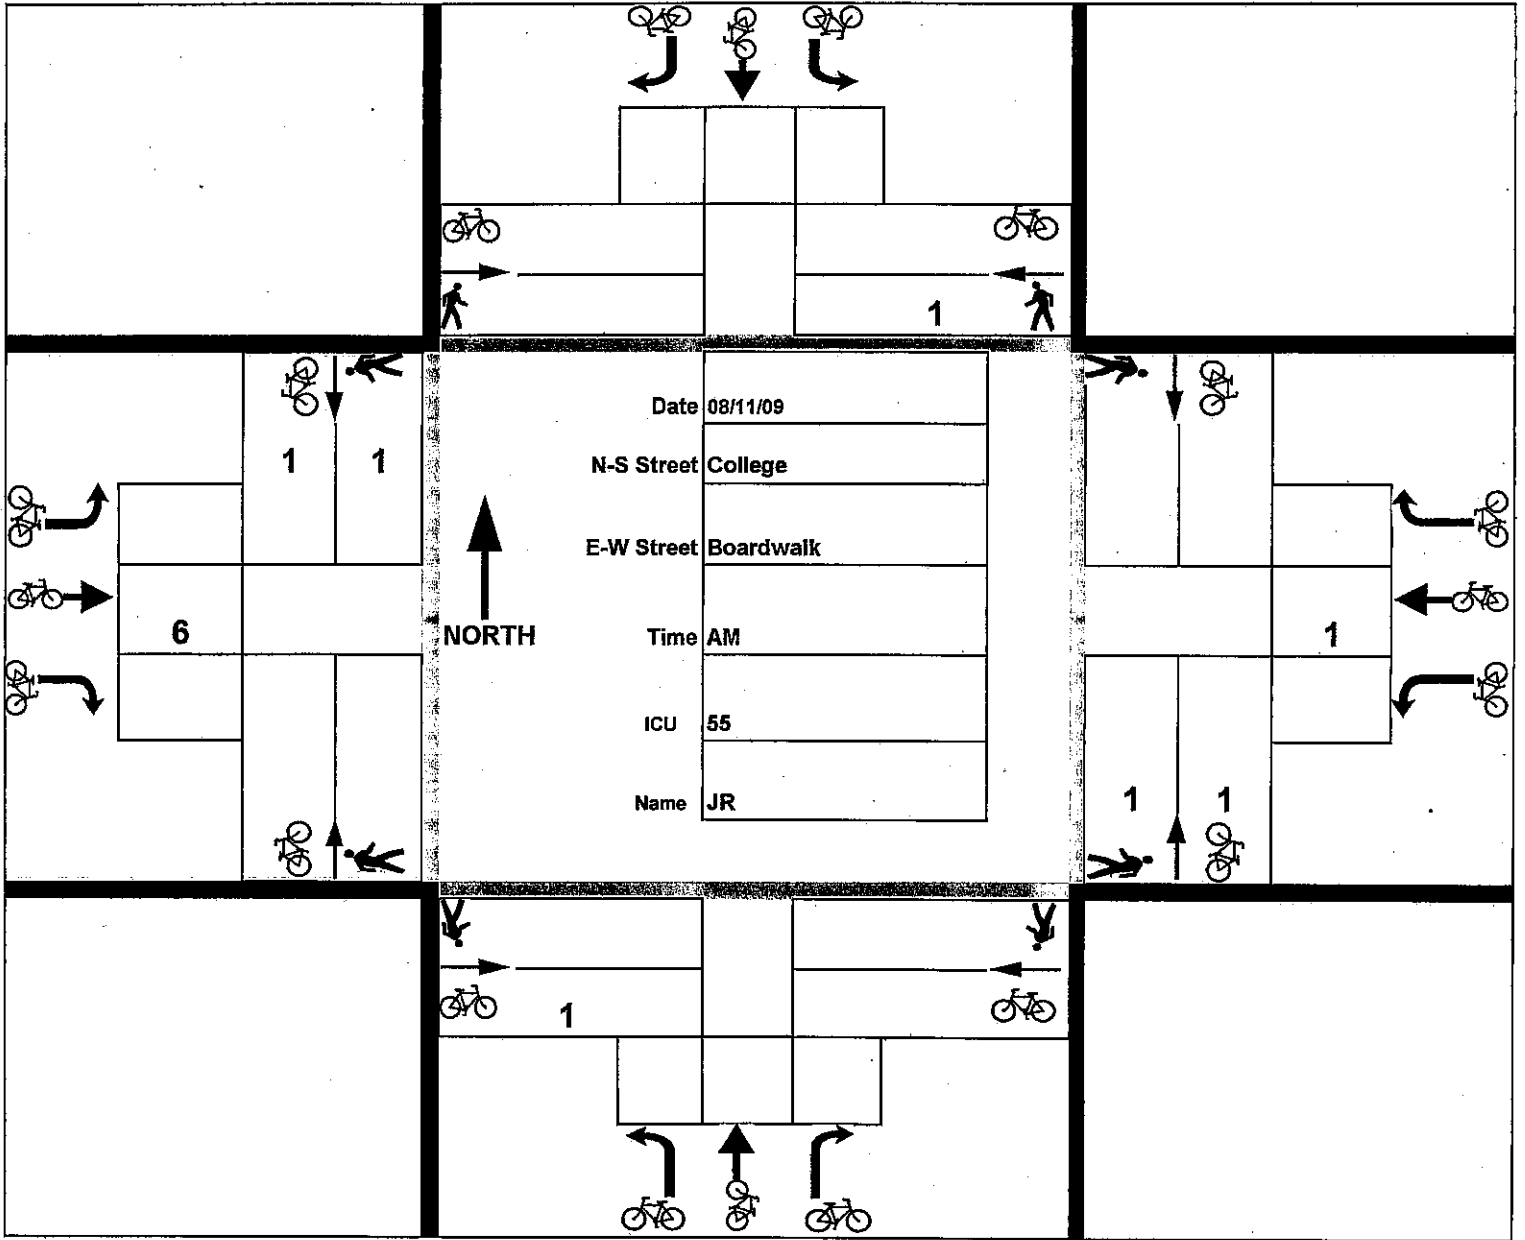 1
Date 08/11/09
1 1
N-S Street College
E-W Street Boardwalk
6
NORTH
Time AM
1
ICU 55
1 1
Name JR
1